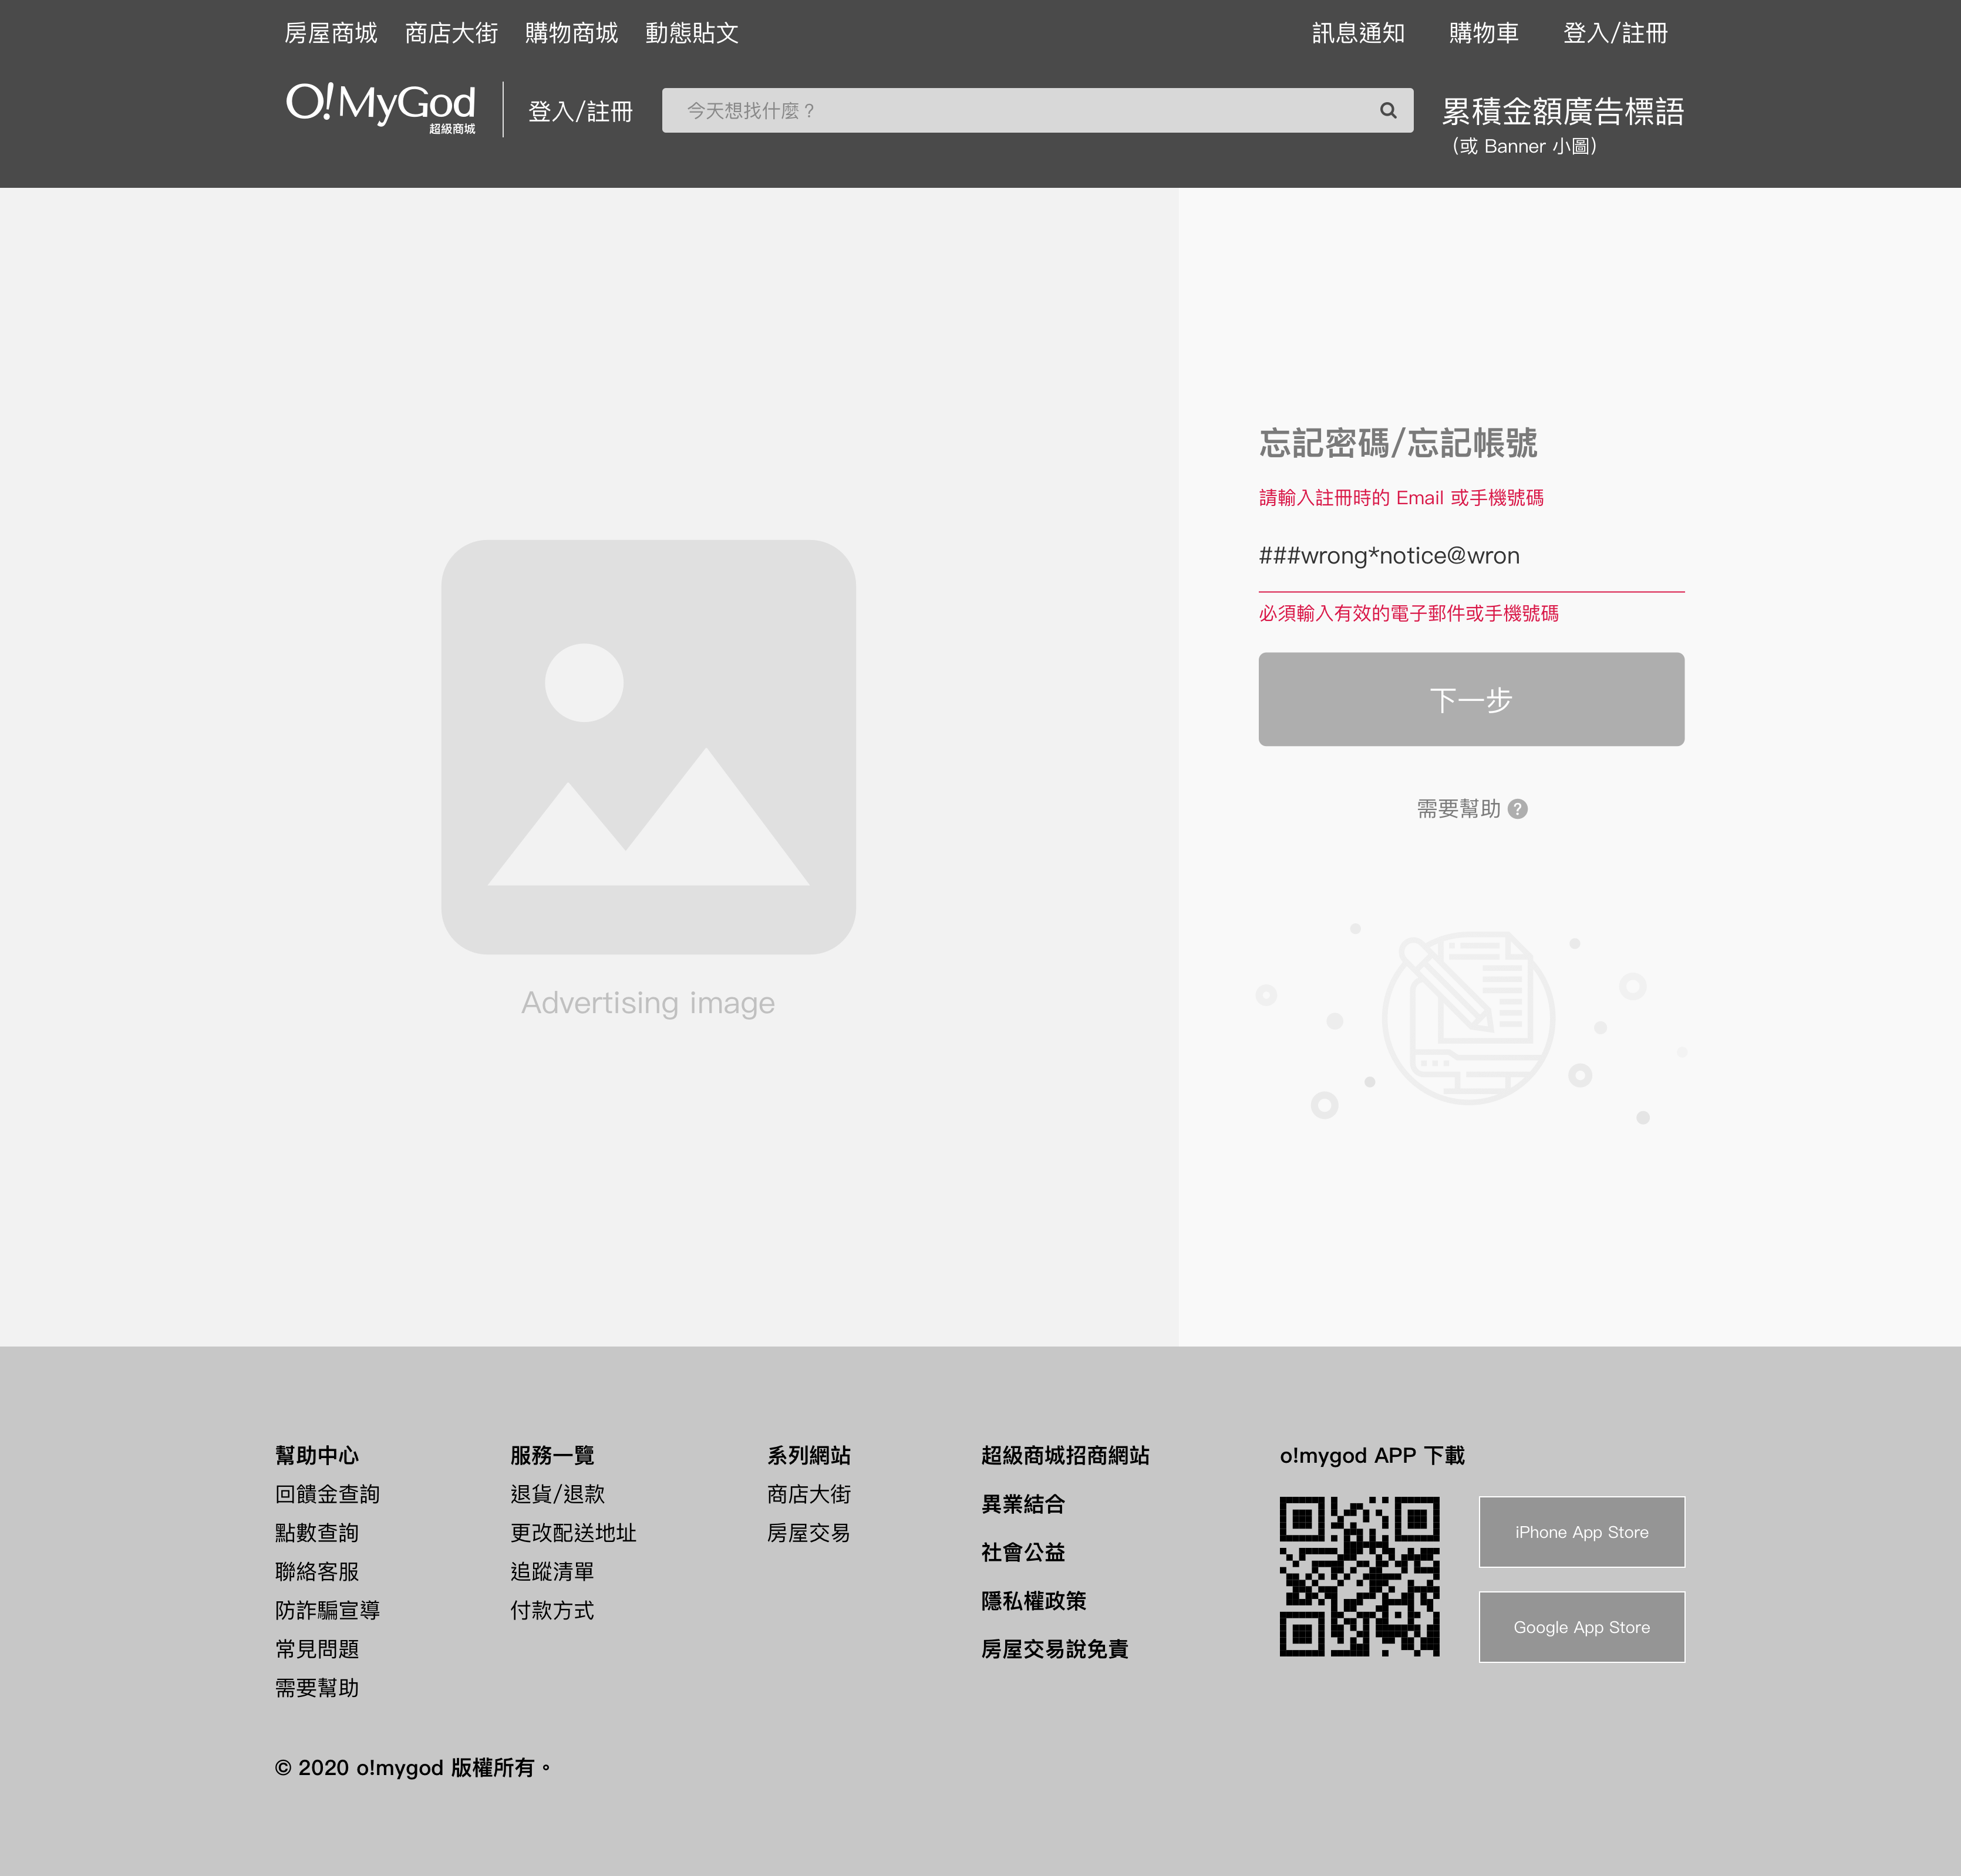 房屋商城 商店大街 購物商城 動態貼文 訊息通知 購物車 登入/註冊
O!MyGod
超級商城
登入/註冊
今天想找什麼？
累積金額廣告標語
(或 Banner 小圖)
忘記密碼/忘記帳號
請輸入註冊時的 Email 或手機號碼
###wrong*notice@wron
必須輸入有效的電子郵件或手機號碼
下一步
需要幫助 ?
Advertising image
幫助中心
回饋金查詢
點數查詢
聯絡客服
防詐騙宣導
常見問題
需要幫助
服務一覽
退貨/退款
更改配送地址
追蹤清單
付款方式
系列網站
商店大街
房屋交易
超級商城招商網站
異業結合
社會公益
隱私權政策
房屋交易說免責
o!mygod APP 下載
iPhone App Store
Google App Store
© 2020 o!mygod 版權所有。